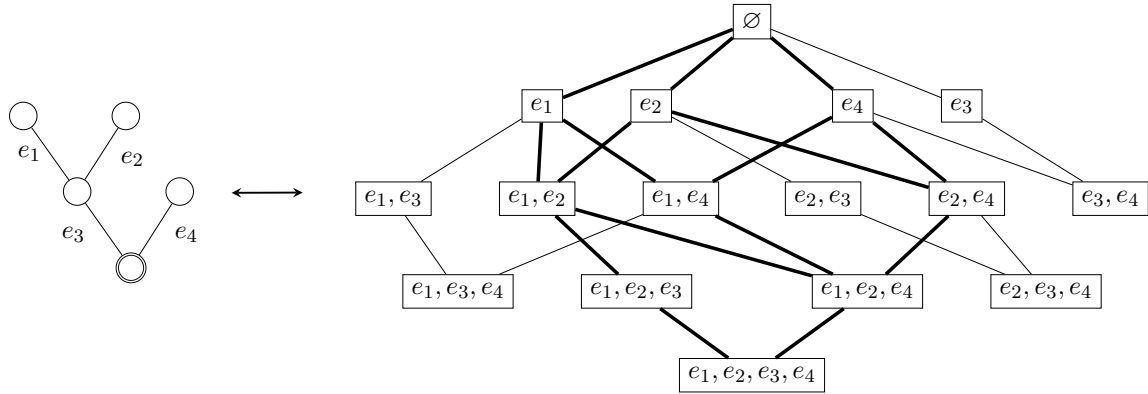 ∅
e₁ e₂ e₄ e₃
e₁ e₂
e₁, e₃ e₁, e₂ e₁, e₄ e₂, e₃ e₂, e₄ e₃, e₄
e₃ e₄
e₁, e₃, e₄ e₁, e₂, e₃ e₁, e₂, e₄ e₂, e₃, e₄
e₁, e₂, e₃, e₄